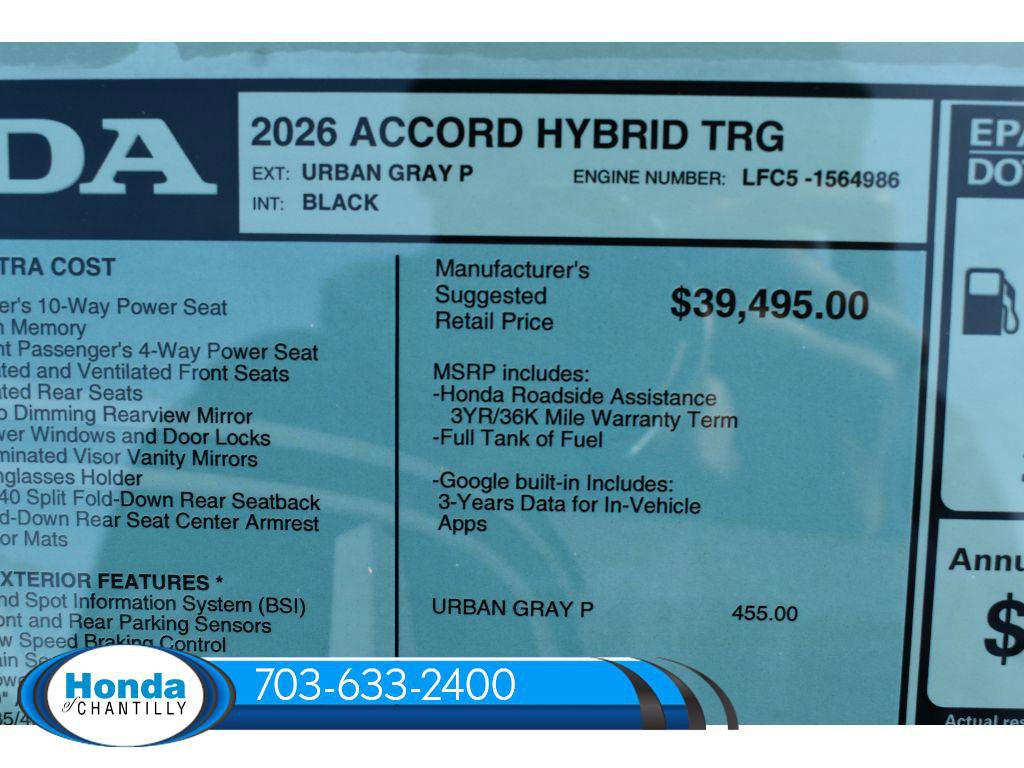 DA
2026 ACCORD HYBRID TRG
EXT: URBAN GRAY P
ENGINE NUMBER: LFC5 -1564986
INT: BLACK
EPA
DO
TRA COST
er's 10-Way Power Seat
Memory
nt Passenger's 4-Way Power Seat
ated and Ventilated Front Seats
ated Rear Seats
o Dimming Rearview Mirror
wer Windows and Door Locks
minated Visor Vanity Mirrors
nglasses Holder
40 Split Fold-Down Rear Seatback
d-Down Rear Seat Center Armrest
or Mats
XTERIOR FEATURES *
nd Spot Information System (BSI)
ont and Rear Parking Sensors
w Speed Braking Control
Manufacturer's
Suggested
Retail Price
$39,495.00
MSRP includes:
-Honda Roadside Assistance
3YR/36K Mile Warranty Term
-Full Tank of Fuel
-Google built-in Includes:
3-Years Data for In-Vehicle
Apps
URBAN GRAY P 455.00
Annu
$
Actual res
Honda
of CHANTILLY
703-633-2400